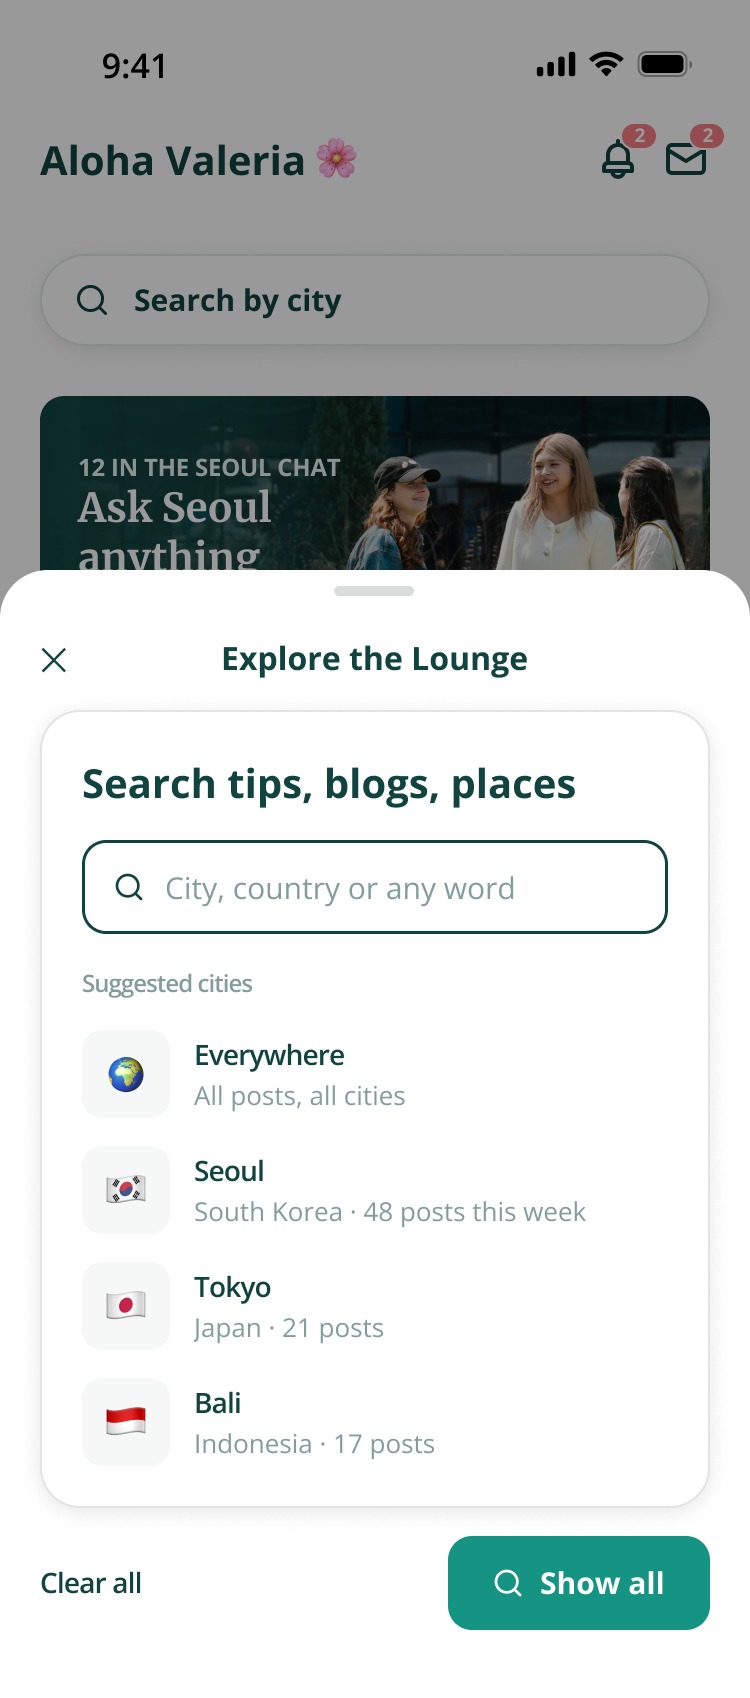 9:41
Aloha Valeria 🌸
2
2
Search by city
12 IN THE SEOUL CHAT
Ask Seoul
anything
Explore the Lounge
Search tips, blogs, places
City, country or any word
Suggested cities
Everywhere
All posts, all cities
Seoul
South Korea · 48 posts this week
Tokyo
Japan · 21 posts
Bali
Indonesia · 17 posts
Clear all
Show all